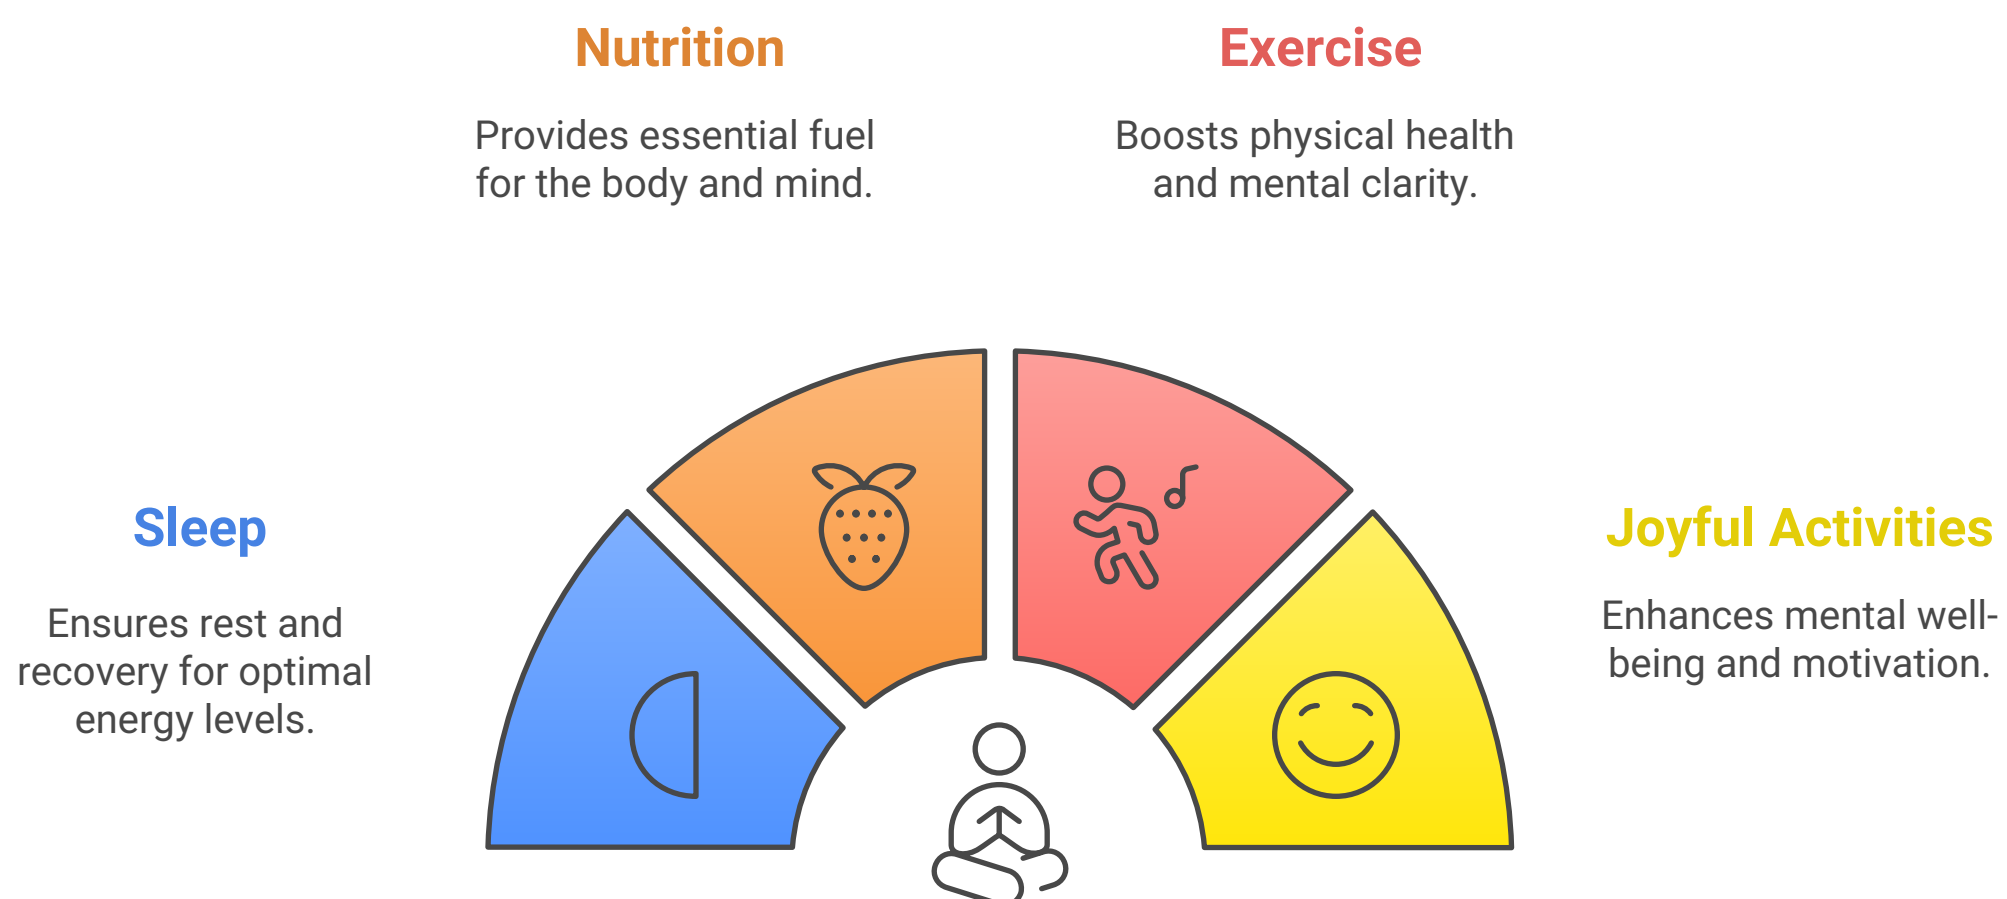 Nutrition
Provides essential fuel
for the body and mind.
Exercise
Boosts physical health
and mental clarity.
Sleep
Ensures rest and
recovery for optimal
energy levels.
Joyful Activities
Enhances mental well-
being and motivation.